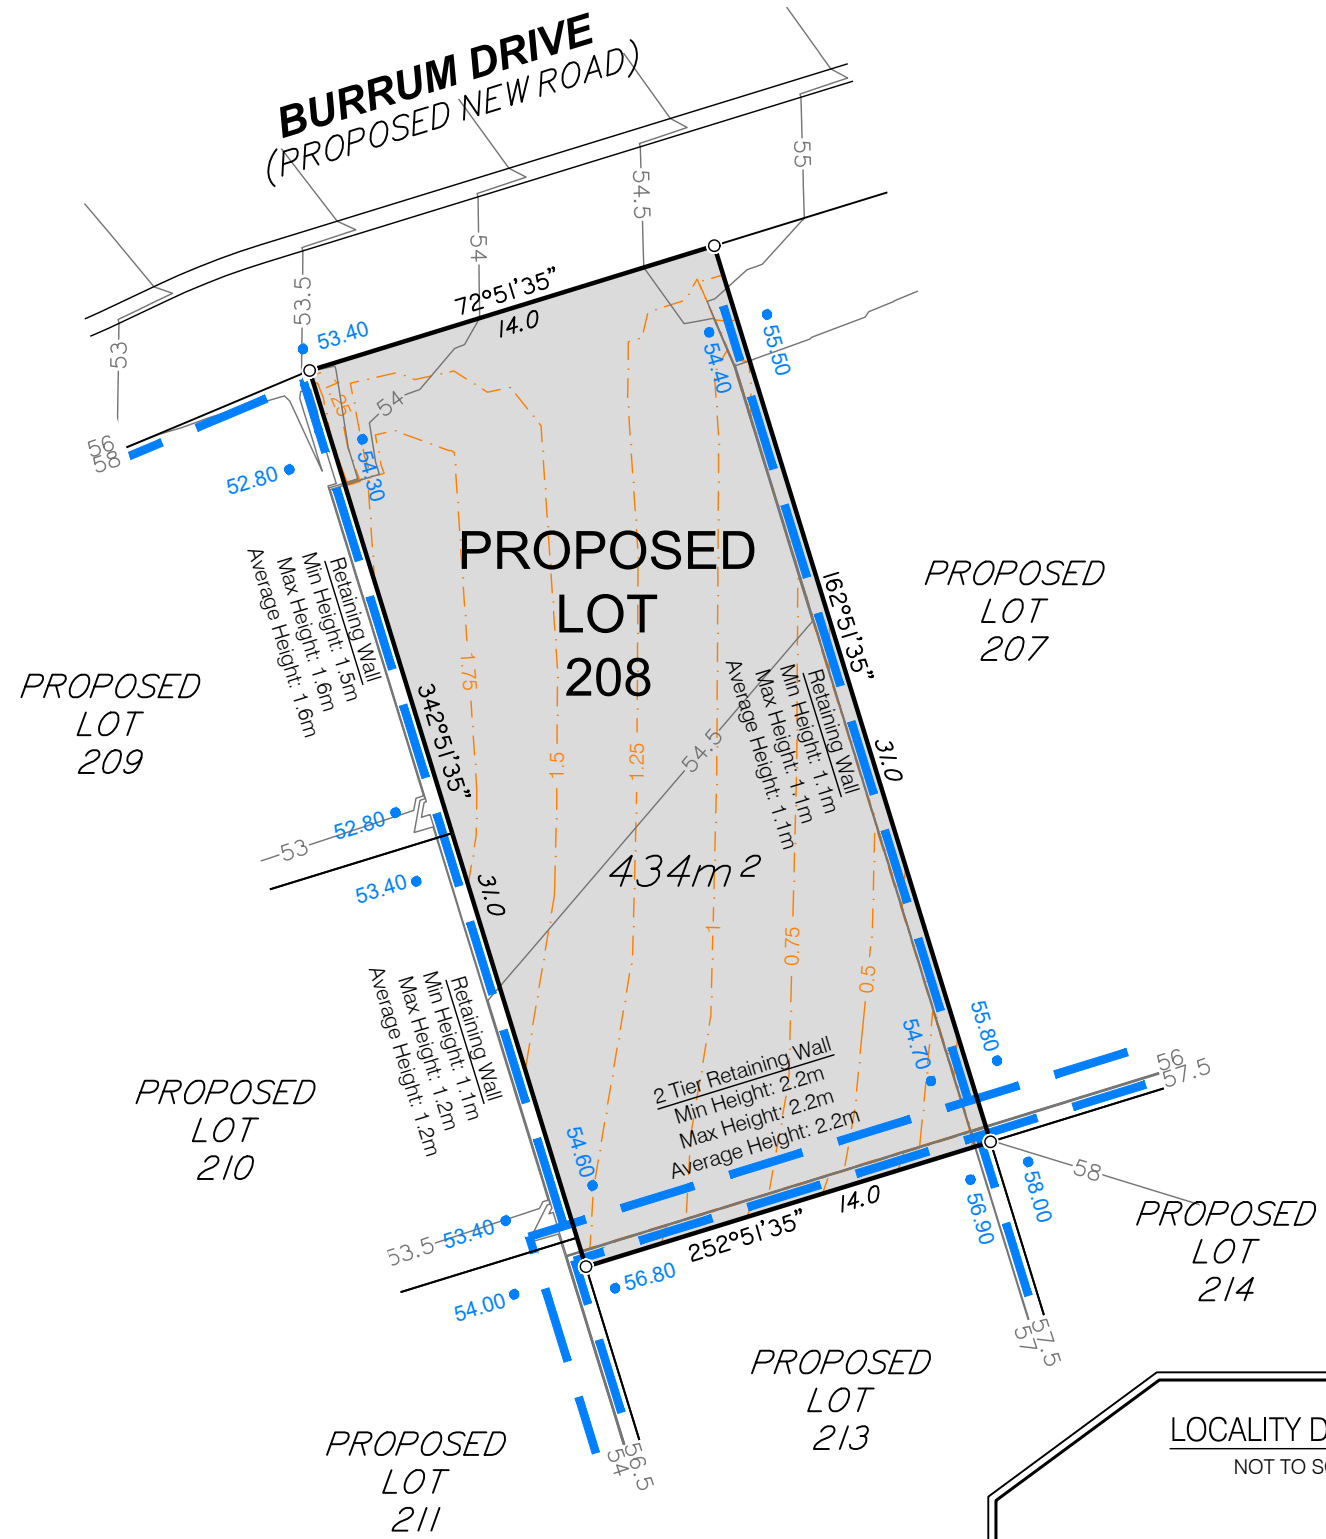 BURRUM DRIVE
(PROPOSED NEW ROAD)
55
54.5
54
53.5
53
72°51'35"
14.0
53.40
55.50
54.40
1.25
54
54.30
56
58
52.80
PROPOSED
LOT
208
434m²
PROPOSED
LOT
207
162°51'35"
31.0
Retaining Wall
Min Height: 1.5m
Max Height: 1.6m
Average Height: 1.6m
Retaining Wall
Min Height: 1.1m
Max Height: 1.1m
Average Height: 1.1m
PROPOSED
LOT
209
342°51'35"
31.0
1.75
1.5
1.25
1
0.75
0.5
54.5
52.80
53
53.40
Retaining Wall
Min Height: 1.1m
Max Height: 1.2m
Average Height: 1.2m
2 Tier Retaining Wall
Min Height: 2.2m
Max Height: 2.2m
Average Height: 2.2m
54.70
55.80
56
57.5
PROPOSED
LOT
210
54.60
53.40
53.5
54.00
56.80
252°51'35"
14.0
56.90
58.00
58
PROPOSED
LOT
214
57
57.5
PROPOSED
LOT
213
PROPOSED
LOT
211
54
56.5
LOCALITY D
NOT TO